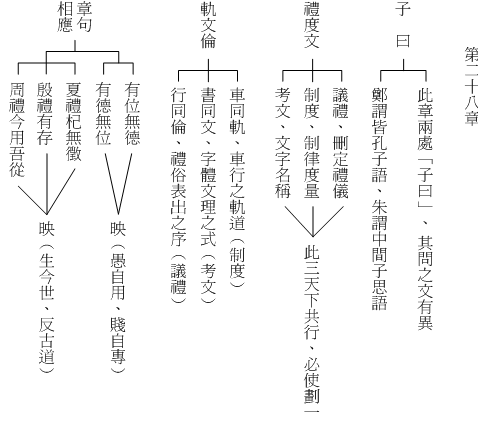 第二十八章
子曰
此章兩處「子曰」、其問之文有異
鄭謂皆孔子語、朱謂中間子思語
禮度文
議禮、刪定禮儀
制度、制律度量
考文、文字名稱
此三天下共行、必使劃一
軌文倫
車同軌、車行之軌道（制度）
書同文、字體文理之式（考文）
行同倫、禮俗表出之序（議禮）
章句
相應
有位無德
有德無位
映（愚自用、賤自專）
夏禮杞無徵
殷禮有存
周禮今用吾從
映（生今世、反古道）